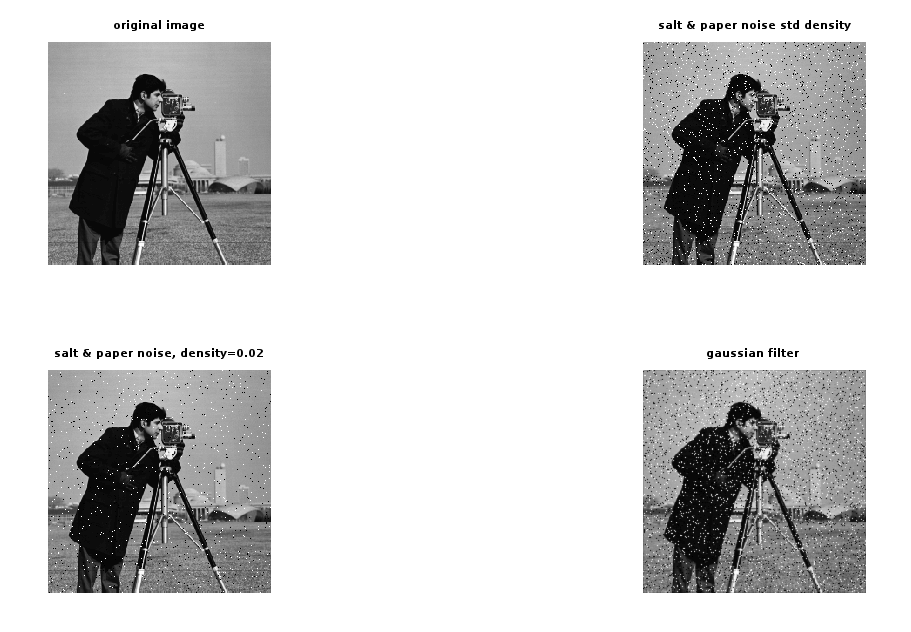 original image
salt & paper noise std density
salt & paper noise, density=0.02
gaussian filter